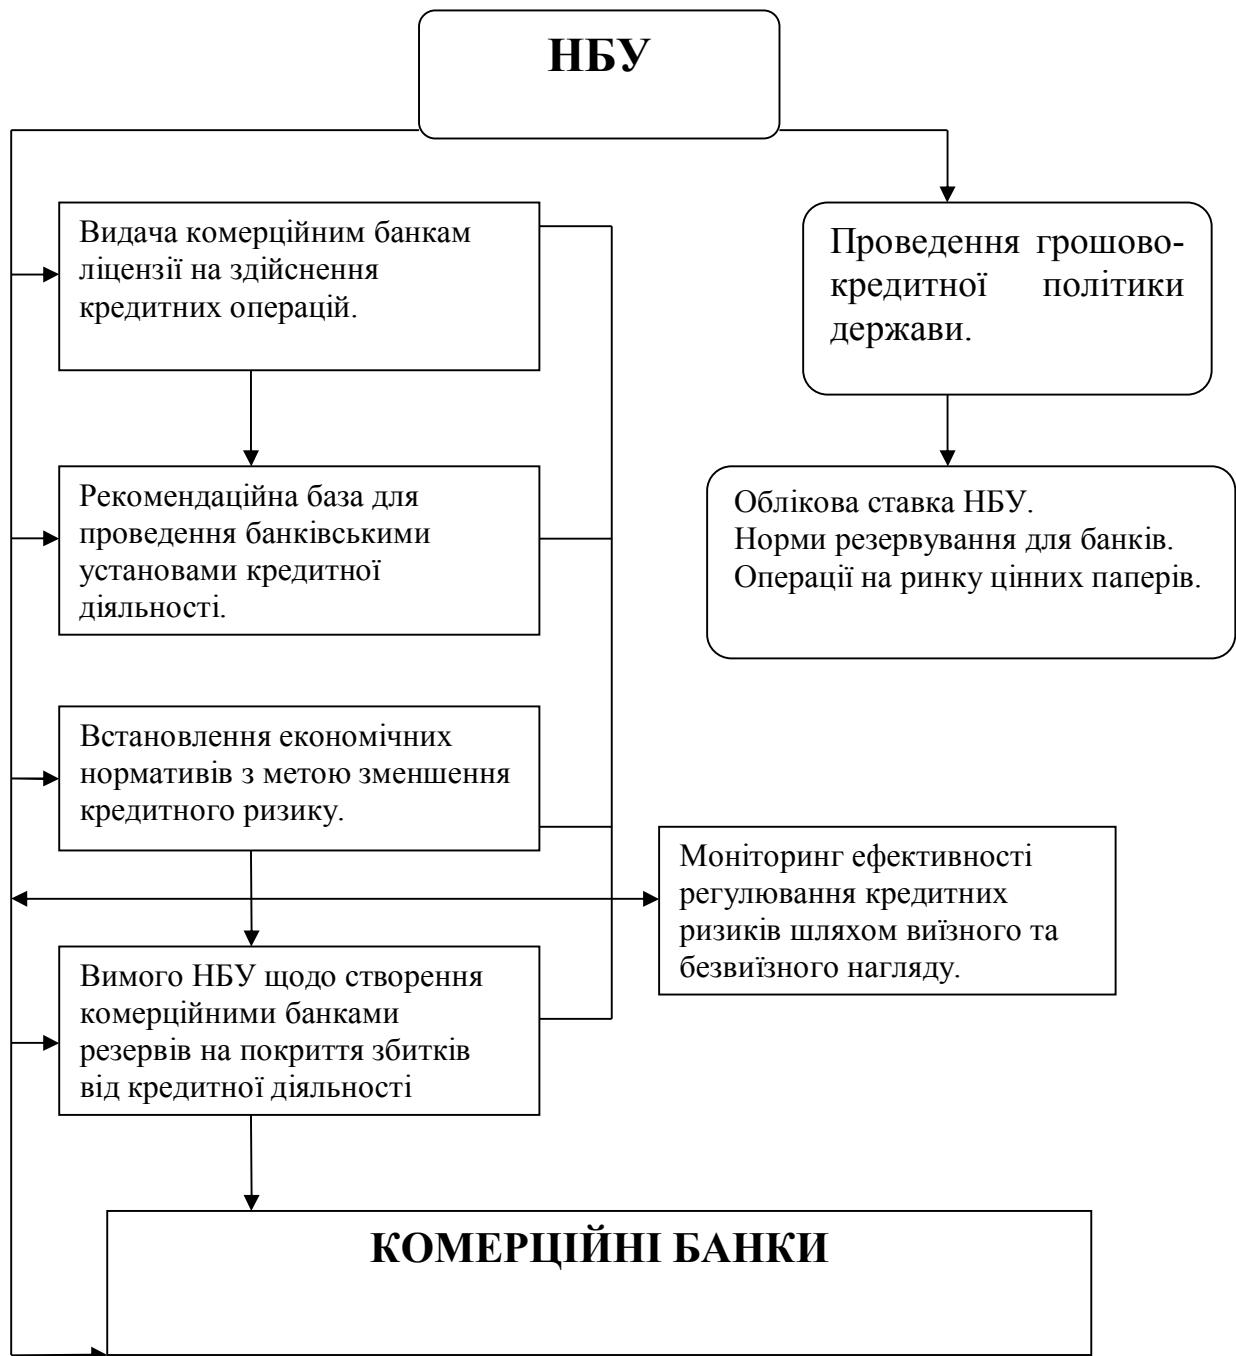 НБУ
Видача комерційним банкам
ліцензії на здійснення
кредитних операцій.
Проведення грошово-
кредитної політики
держави.
Рекомендаційна база для
проведення банківськими
установами кредитної
діяльності.
Облікова ставка НБУ.
Норми резервування для банків.
Операції на ринку цінних паперів.
Встановлення економічних
нормативів з метою зменшення
кредитного ризику.
Моніторинг ефективності
регулювання кредитних
ризиків шляхом виїзного та
безвиїзного нагляду.
Вимого НБУ щодо створення
комерційними банками
резервів на покриття збитків
від кредитної діяльності
КОМЕРЦІЙНІ БАНКИ